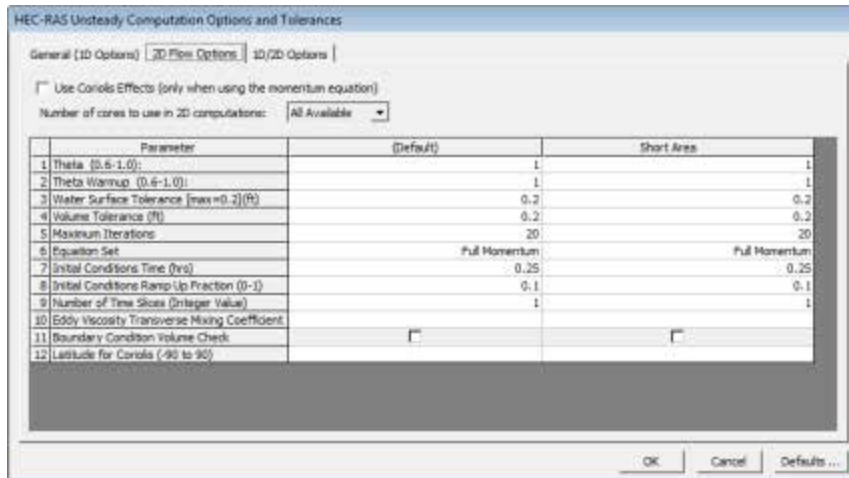 HEC-RAS Unsteady Computation Options and Tolerances
General (1D Options) 2D Flow Options 1D/2D Options
Use Coriolis Effects (only when using the momentum equation)
Number of cores to use in 2D computations: All Available
Parameter (Default) Short Area
1 Theta (0.6-1.0): 1 1
2 Theta Warmup (0.6-1.0): 1 1
3 Water Surface Tolerance [max=0.2](ft) 0.2 0.2
4 Volume Tolerance (ft) 0.2 0.2
5 Maximum Iterations 20 20
6 Equation Set Full Momentum Full Momentum
7 Initial Conditions Time (hrs) 0.25 0.25
8 Initial Conditions Ramp Up Fraction (0-1) 0.1 0.1
9 Number of Time Slices (Integer Value) 1 1
10 Eddy Viscosity Transverse Mixing Coefficient
11 Boundary Condition Volume Check
12 Latitude for Coriolis (-90 to 90)
OK Cancel Defaults ...